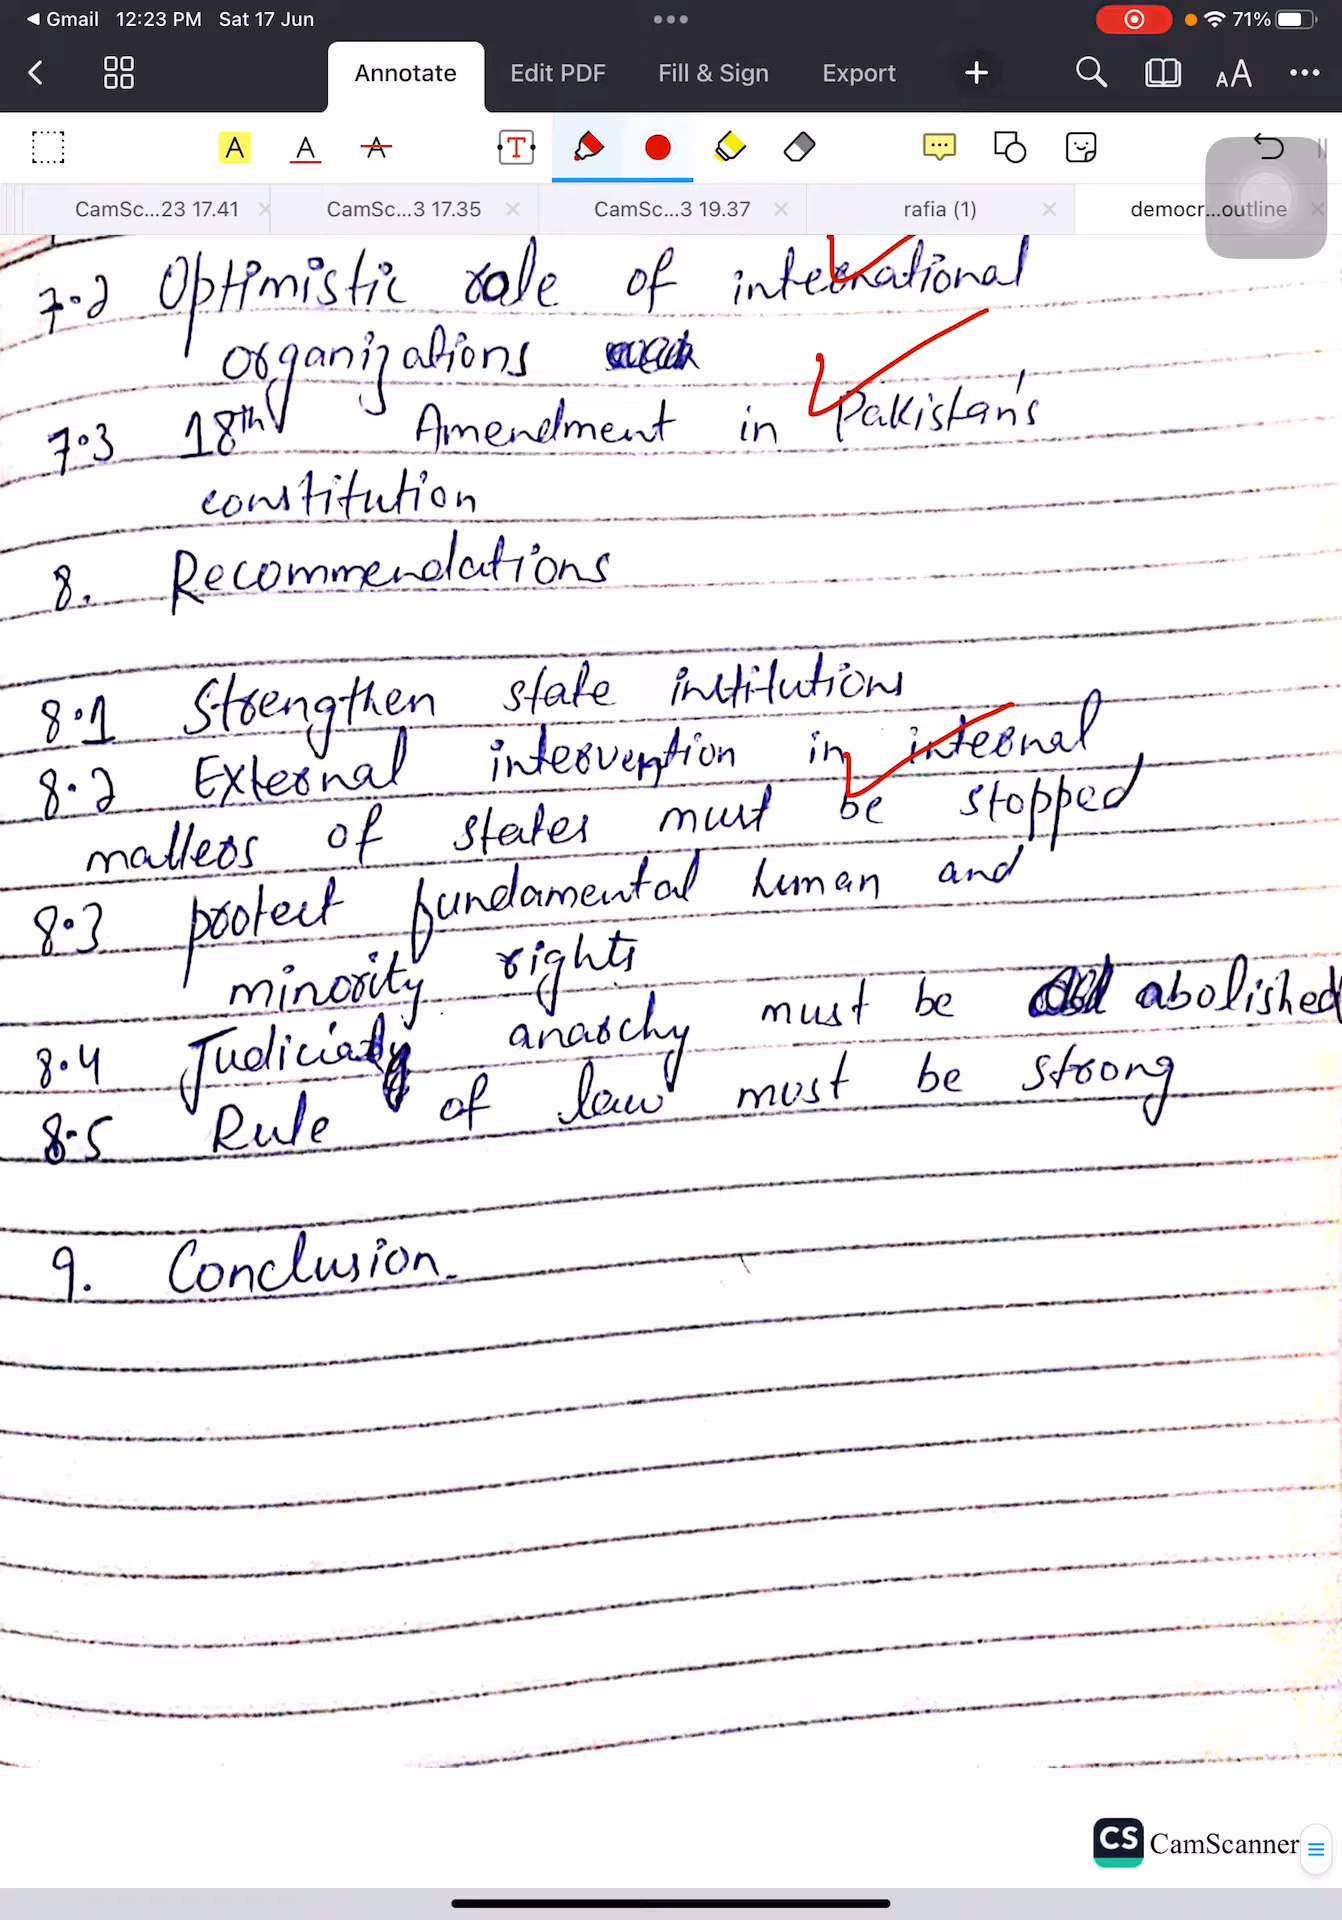 Gmail 12:23 PM Sat 17 Jun 71%
Annotate Edit PDF Fill & Sign Export
CamSc...23 17.41 CamSc...3 17.35 CamSc...3 19.37 rafia (1) democr...outline
7.2 Optimistic role of international
organizations
7.3 18th Amendment in Pakistan's
constitution
8. Recommendations
8.1 Strengthen state institutions
8.2 External intervention in internal
matters of states must be stopped
8.3 protect fundamental human and
minority rights
8.4 Judiciary anarchy must be abolished
8.5 Rule of law must be strong
9. Conclusion.
CS CamScanner